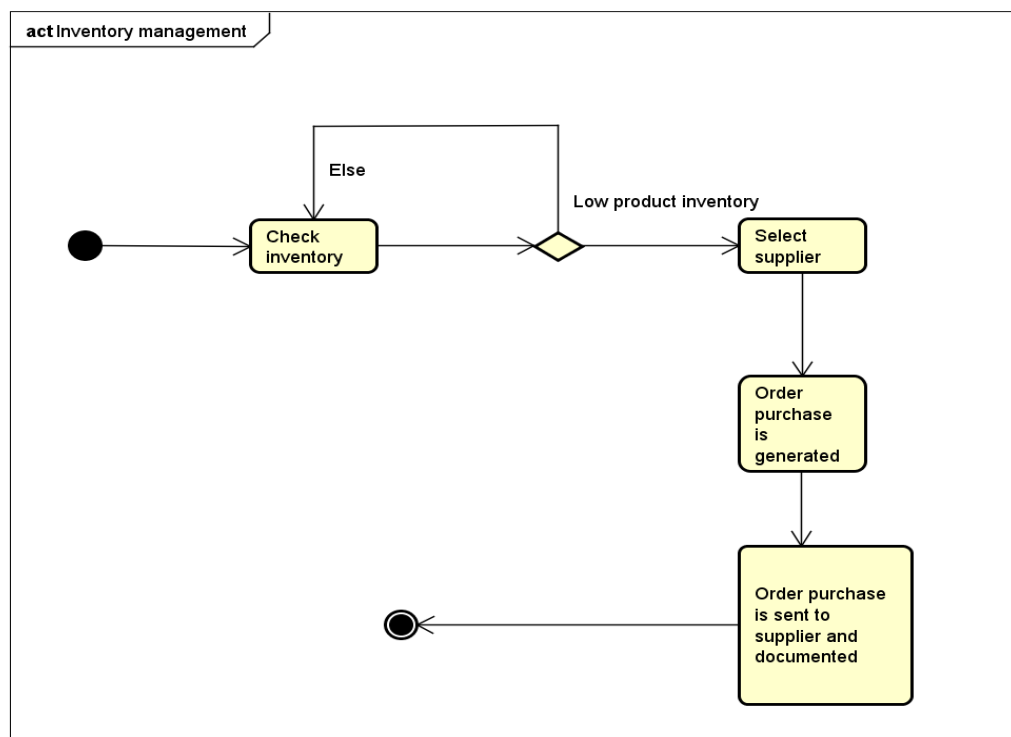 act Inventory management
Else
Low product inventory
Check
inventory
Select
supplier
Order
purchase
is
generated
Order purchase
is sent to
supplier and
documented